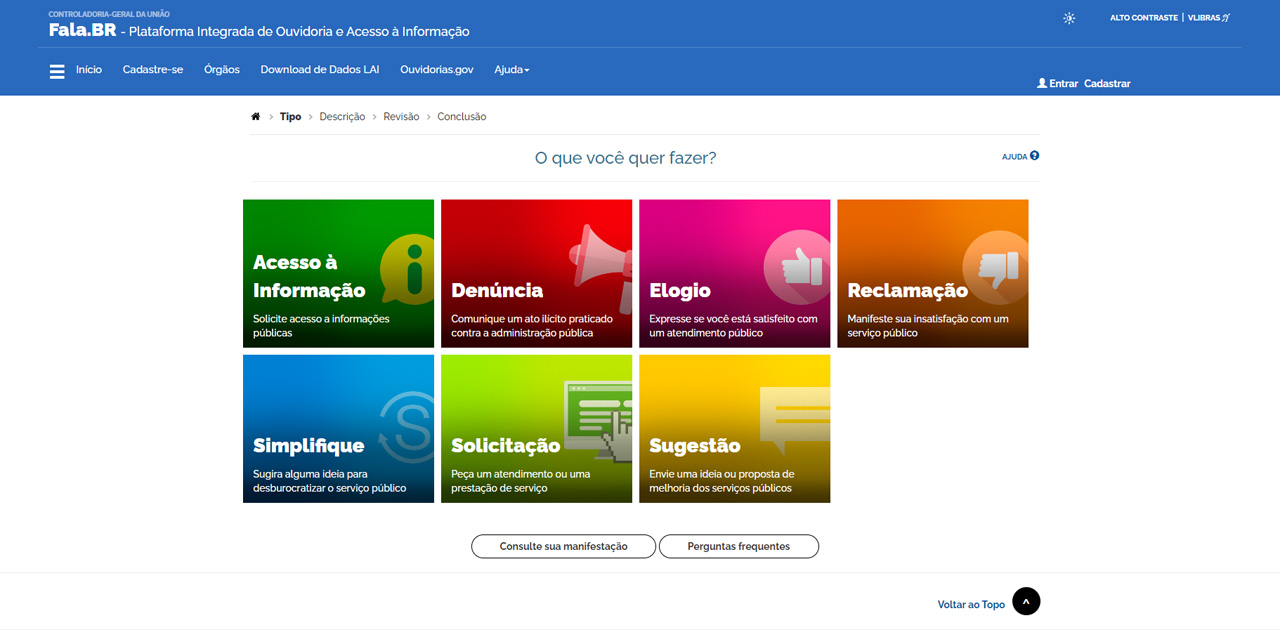 CONTROLADORIA-GERAL DA UNIÃO
Fala.BR - Plataforma Integrada de Ouvidoria e Acesso à Informação
ALTO CONTRASTE | VLIBRAS
Início Cadastre-se Órgãos Download de Dados LAI Ouvidorias.gov Ajuda
Entrar Cadastrar
Tipo > Descrição > Revisão > Conclusão
O que você quer fazer?
AJUDA ?
Acesso à
Informação
Solicite acesso a informações
públicas
Denúncia
Comunique um ato ilícito praticado
contra a administração pública
Elogio
Expresse se você está satisfeito com
um atendimento público
Reclamação
Manifeste sua insatisfação com um
serviço público
Simplifique
Sugira alguma ideia para
desburocratizar o serviço público
Solicitação
Peça um atendimento ou uma
prestação de serviço
Sugestão
Envie uma ideia ou proposta de
melhoria dos serviços públicos
Consulte sua manifestação
Perguntas frequentes
Voltar ao Topo